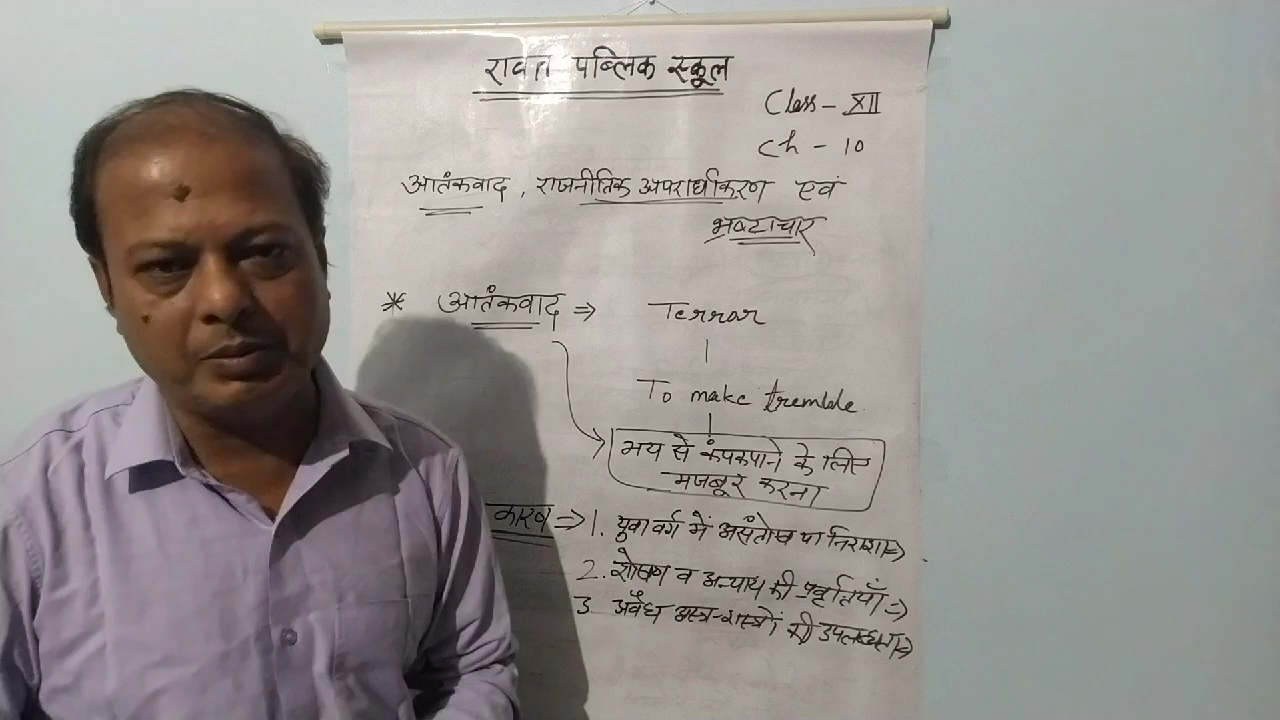 रावत पब्लिक स्कूल
Class - XII
Ch - 10
आतंकवाद, राजनीतिक अपराधीकरण एवं
भ्रष्टाचार
* आतंकवाद ⇒ Terror
To make tremble
भय से कंपकपाने के लिए
मजबूर करना
कारण ⇒ 1. युवा वर्ग में असंतोष या निराशा ⇒
2. शोषण व अन्याय की प्रवृतियाँ ⇒
3 अवैध अस्त्र-शस्त्रों की उपलब्धता ⇒